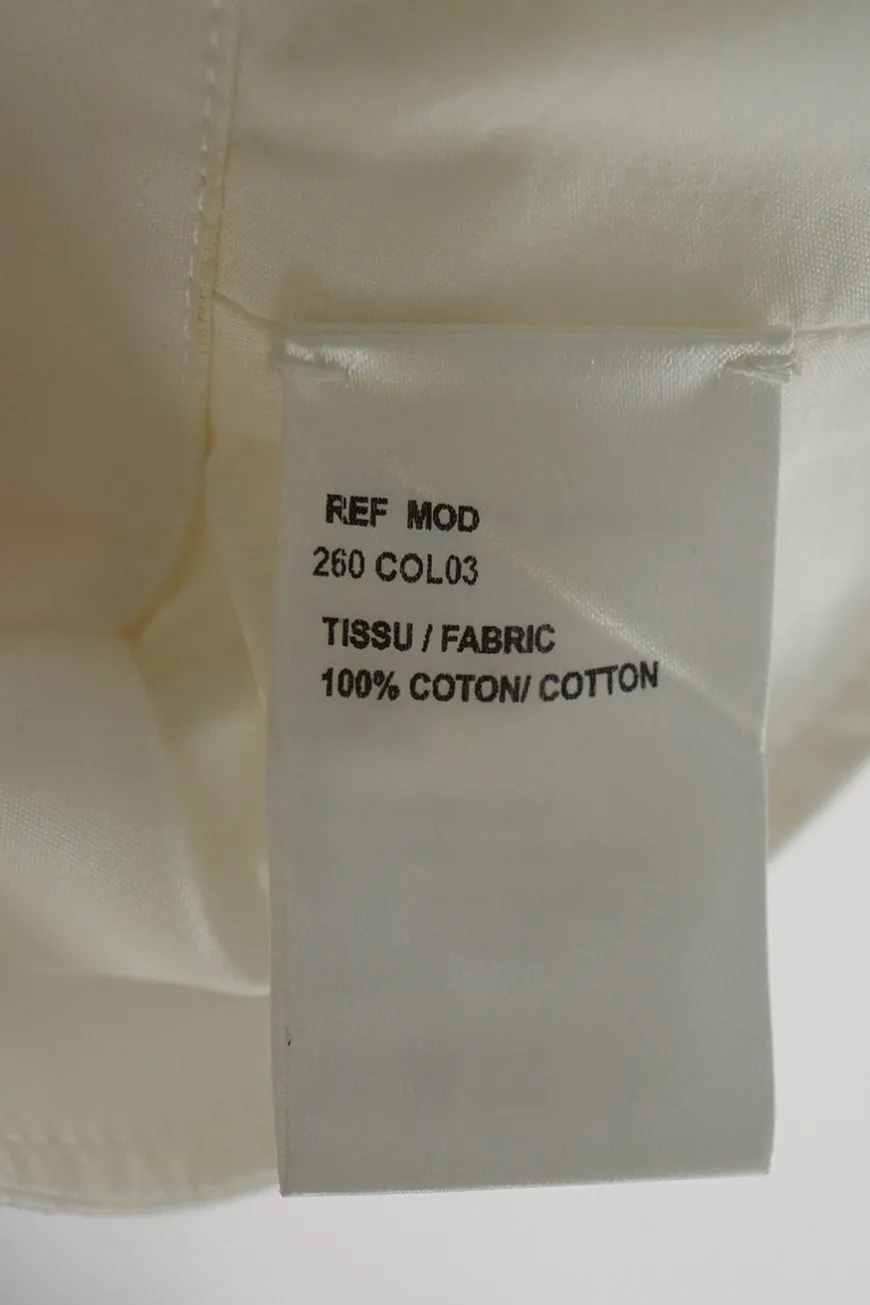 REF MOD
260 COL03
TISSU / FABRIC
100% COTON/ COTTON